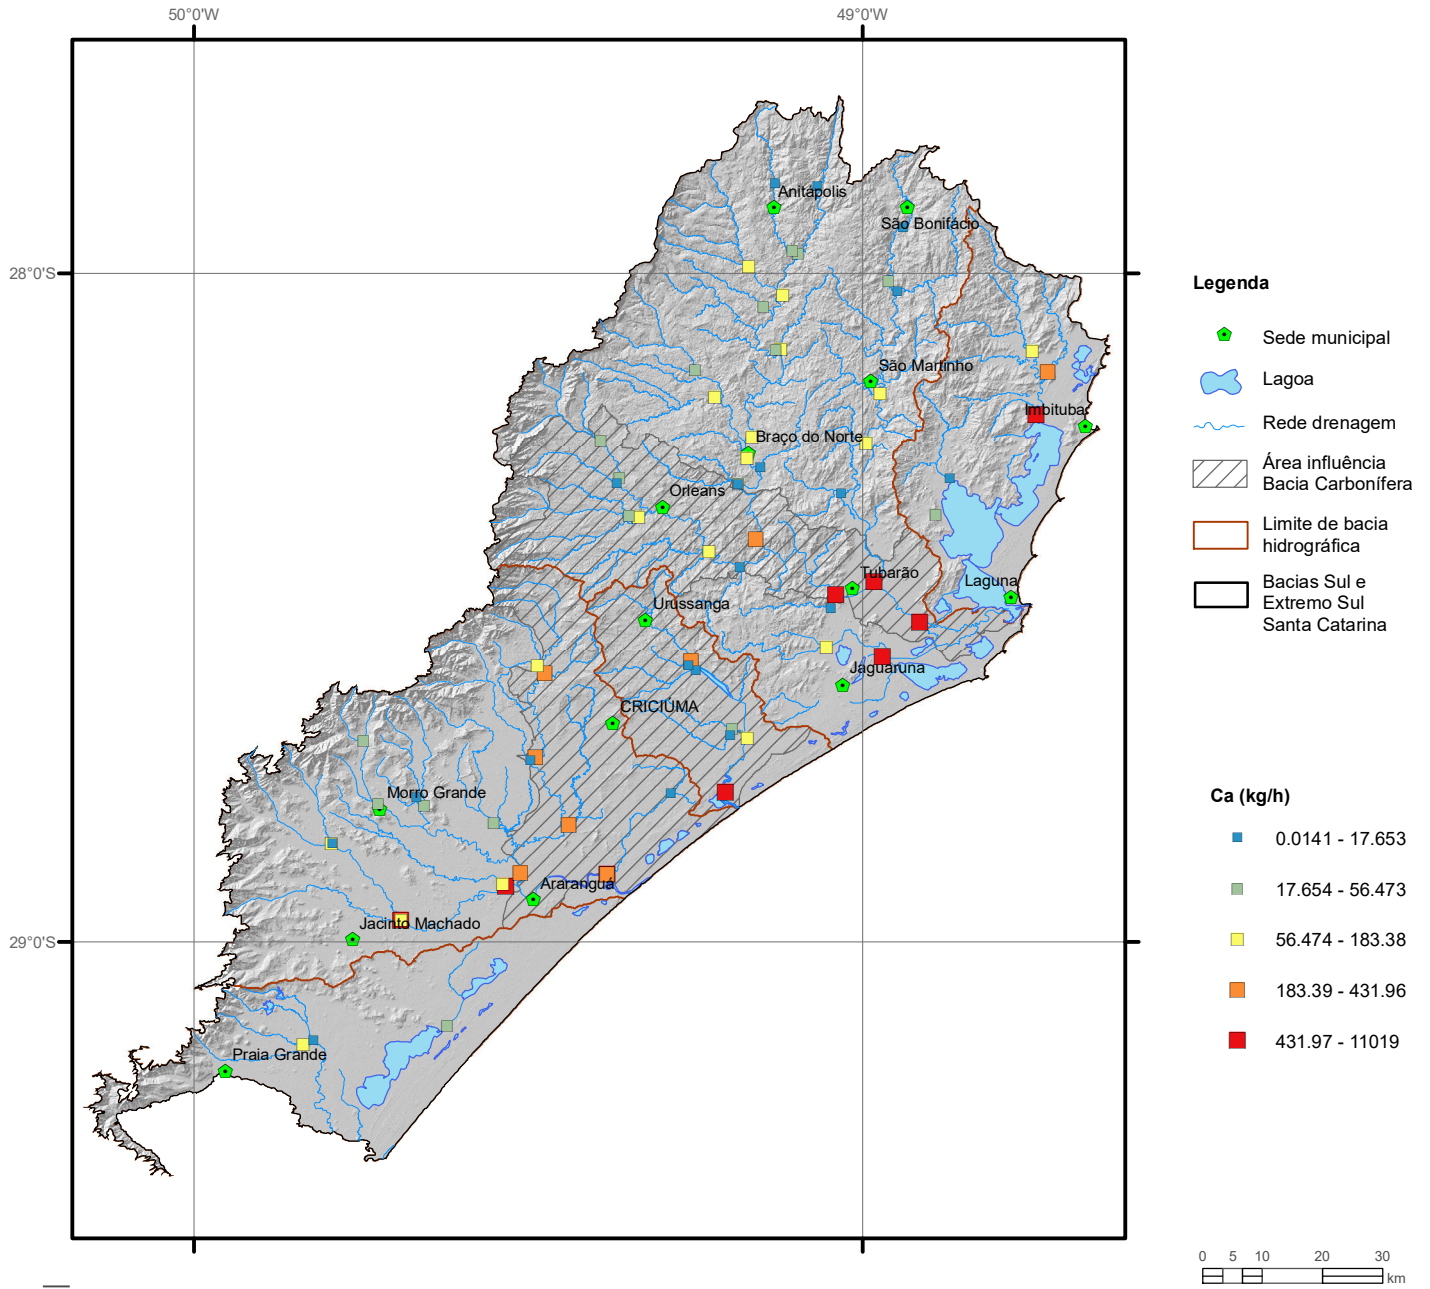 50°0'W
49°0'W
28°0'S
29°0'S
Anitápolis
São Bonifácio
São Martinho
Imbituba
Braço do Norte
Orleans
Tubarão
Laguna
Urussanga
Jaguaruna
CRICIÚMA
Morro Grande
Araranguá
Jacinto Machado
Praia Grande
Legenda
Sede municipal
Lagoa
Rede drenagem
Área influência
Bacia Carbonífera
Limite de bacia
hidrográfica
Bacias Sul e
Extremo Sul
Santa Catarina
Ca (kg/h)
0.0141 - 17.653
17.654 - 56.473
56.474 - 183.38
183.39 - 431.96
431.97 - 11019
0 5 10 20 30
km